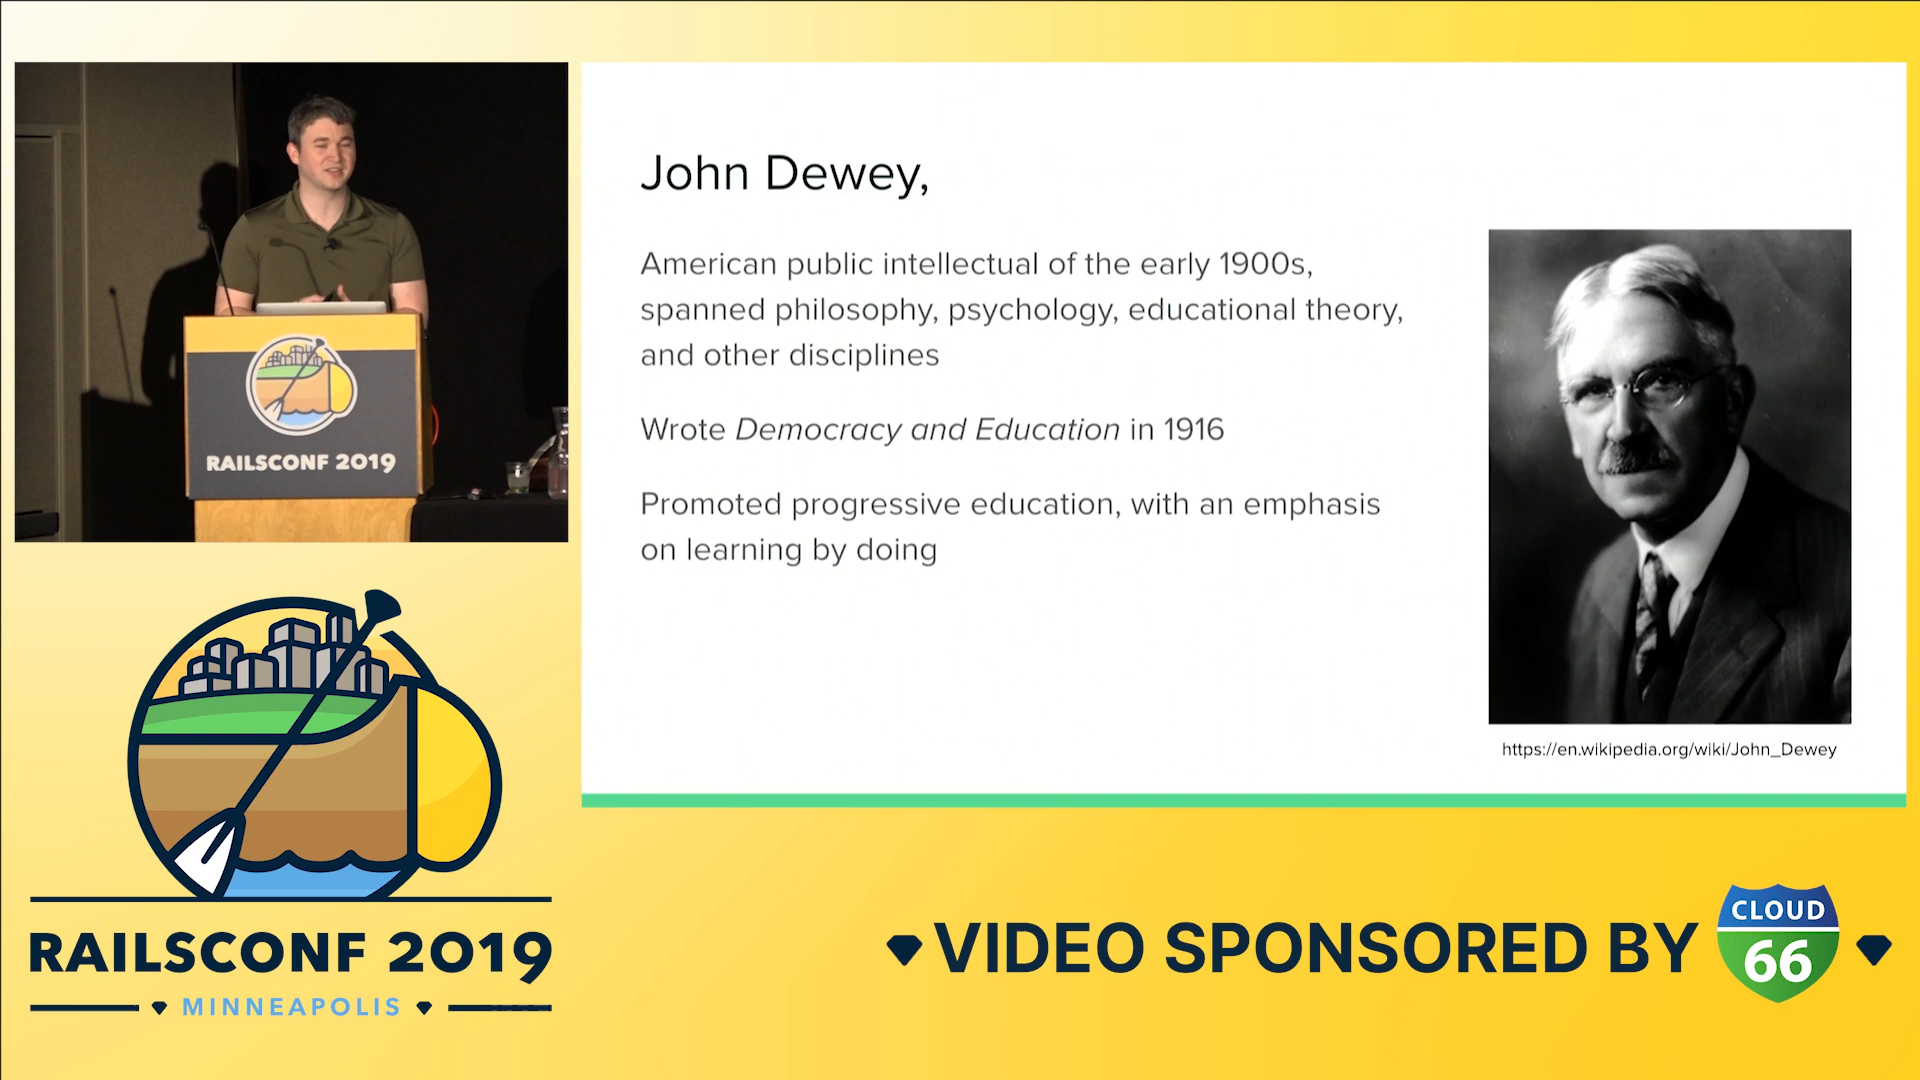 John Dewey,
American public intellectual of the early 1900s,
spanned philosophy, psychology, educational theory,
and other disciplines
Wrote Democracy and Education in 1916
Promoted progressive education, with an emphasis
on learning by doing
https://en.wikipedia.org/wiki/John_Dewey
RAILSCONF 2019
RAILSCONF 2019
MINNEAPOLIS
VIDEO SPONSORED BY
CLOUD
66